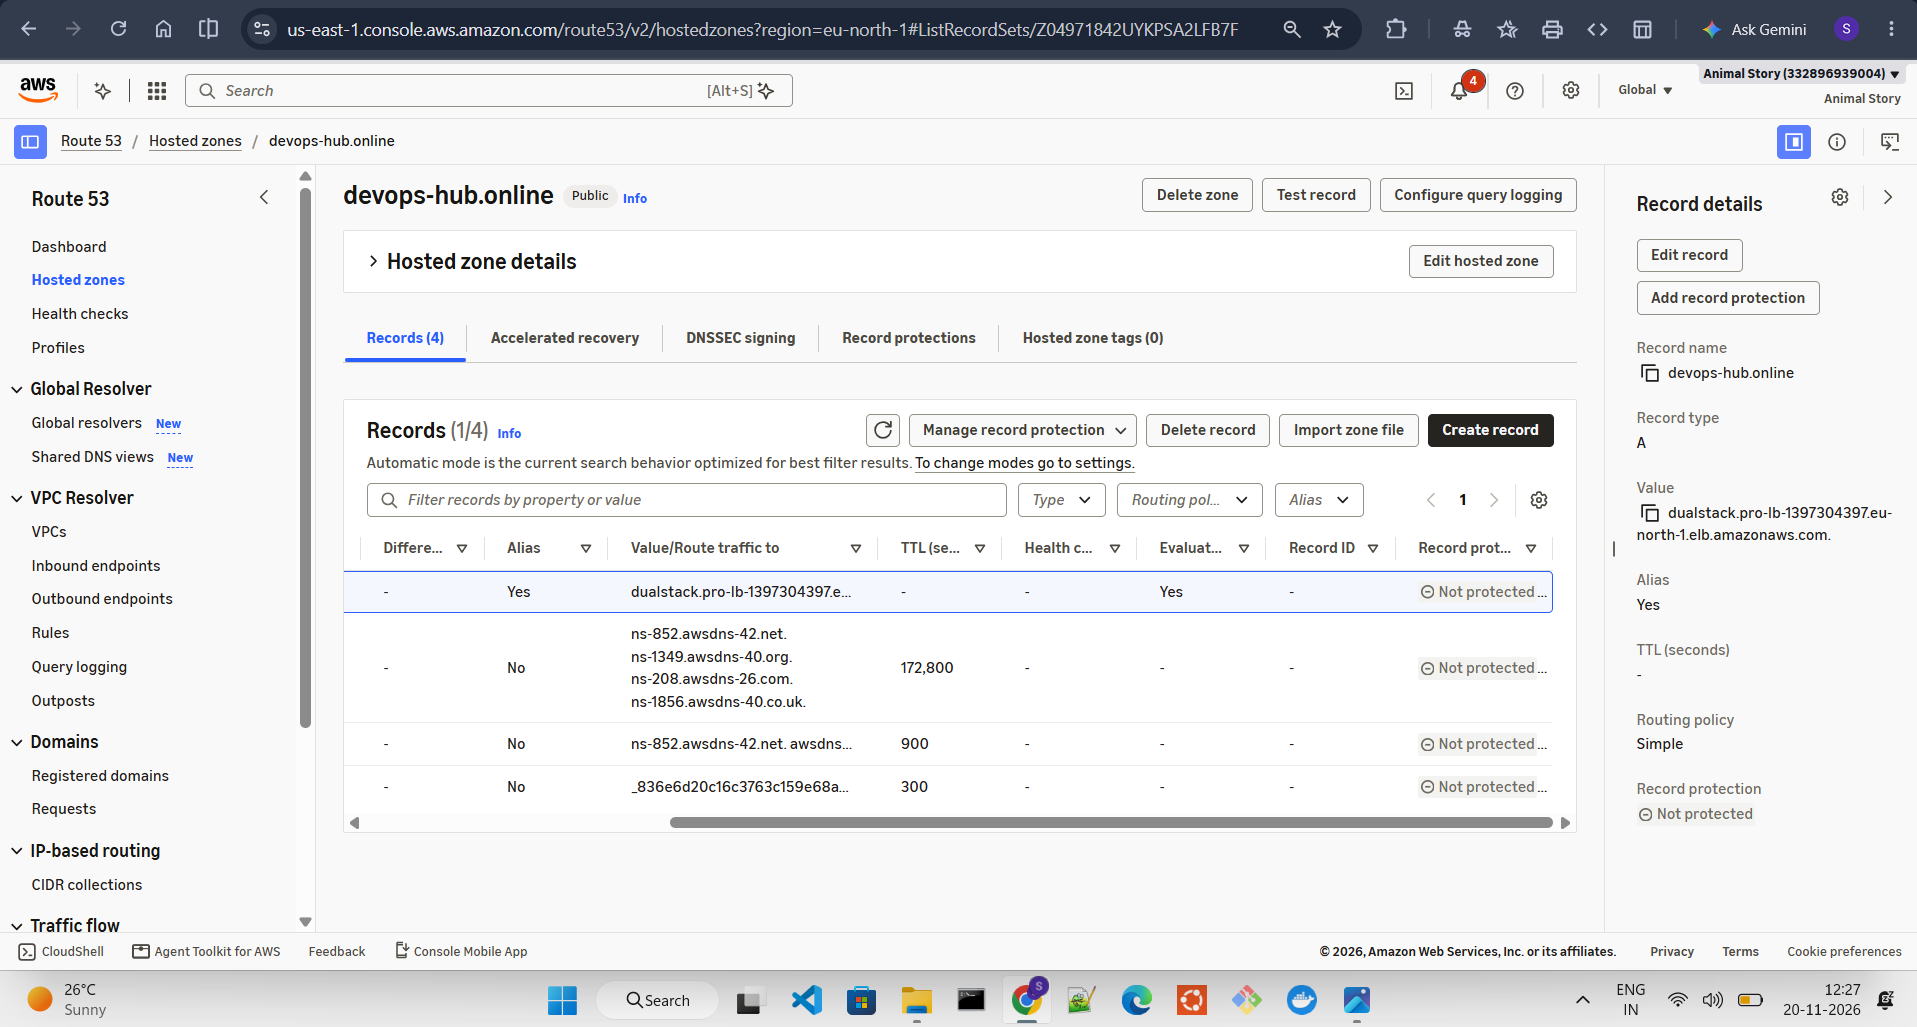 us-east-1.console.aws.amazon.com/route53/v2/hostedzones?region=eu-north-1#ListRecordSets/Z04971842UYKPSA2LFB7F
Ask Gemini
S
aws
Search
[Alt+S]
4
Global
Animal Story (332896939004)
Animal Story
Route 53 / Hosted zones / devops-hub.online
Route 53
Dashboard
Hosted zones
Health checks
Profiles
Global Resolver
Global resolvers New
Shared DNS views New
VPC Resolver
VPCs
Inbound endpoints
Outbound endpoints
Rules
Query logging
Outposts
Domains
Registered domains
Requests
IP-based routing
CIDR collections
Traffic flow
devops-hub.online Public Info
Delete zone
Test record
Configure query logging
Hosted zone details
Edit hosted zone
Records (4)
Accelerated recovery
DNSSEC signing
Record protections
Hosted zone tags (0)
Records (1/4) Info
Manage record protection
Delete record
Import zone file
Create record
Automatic mode is the current search behavior optimized for best filter results. To change modes go to settings.
Filter records by property or value
Type
Routing pol...
Alias
1
Differe... Alias Value/Route traffic to TTL (se... Health c... Evaluat... Record ID Record prot...
- Yes dualstack.pro-lb-1397304397.e... - - Yes - Not protected ...
- No ns-852.awsdns-42.net.
ns-1349.awsdns-40.org.
ns-208.awsdns-26.com.
ns-1856.awsdns-40.co.uk.
172,800 - - - Not protected ...
- No ns-852.awsdns-42.net. awsdns... 900 - - - Not protected ...
- No _836e6d20c16c3763c159e68a... 300 - - - Not protected ...
Record details
Edit record
Add record protection
Record name
devops-hub.online
Record type
A
Value
dualstack.pro-lb-1397304397.eu-
north-1.elb.amazonaws.com.
Alias
Yes
TTL (seconds)
-
Routing policy
Simple
Record protection
Not protected
CloudShell
Agent Toolkit for AWS
Feedback
Console Mobile App
© 2026, Amazon Web Services, Inc. or its affiliates.
Privacy
Terms
Cookie preferences
26°C
Sunny
Search
S
ENG
IN
12:27
20-11-2026